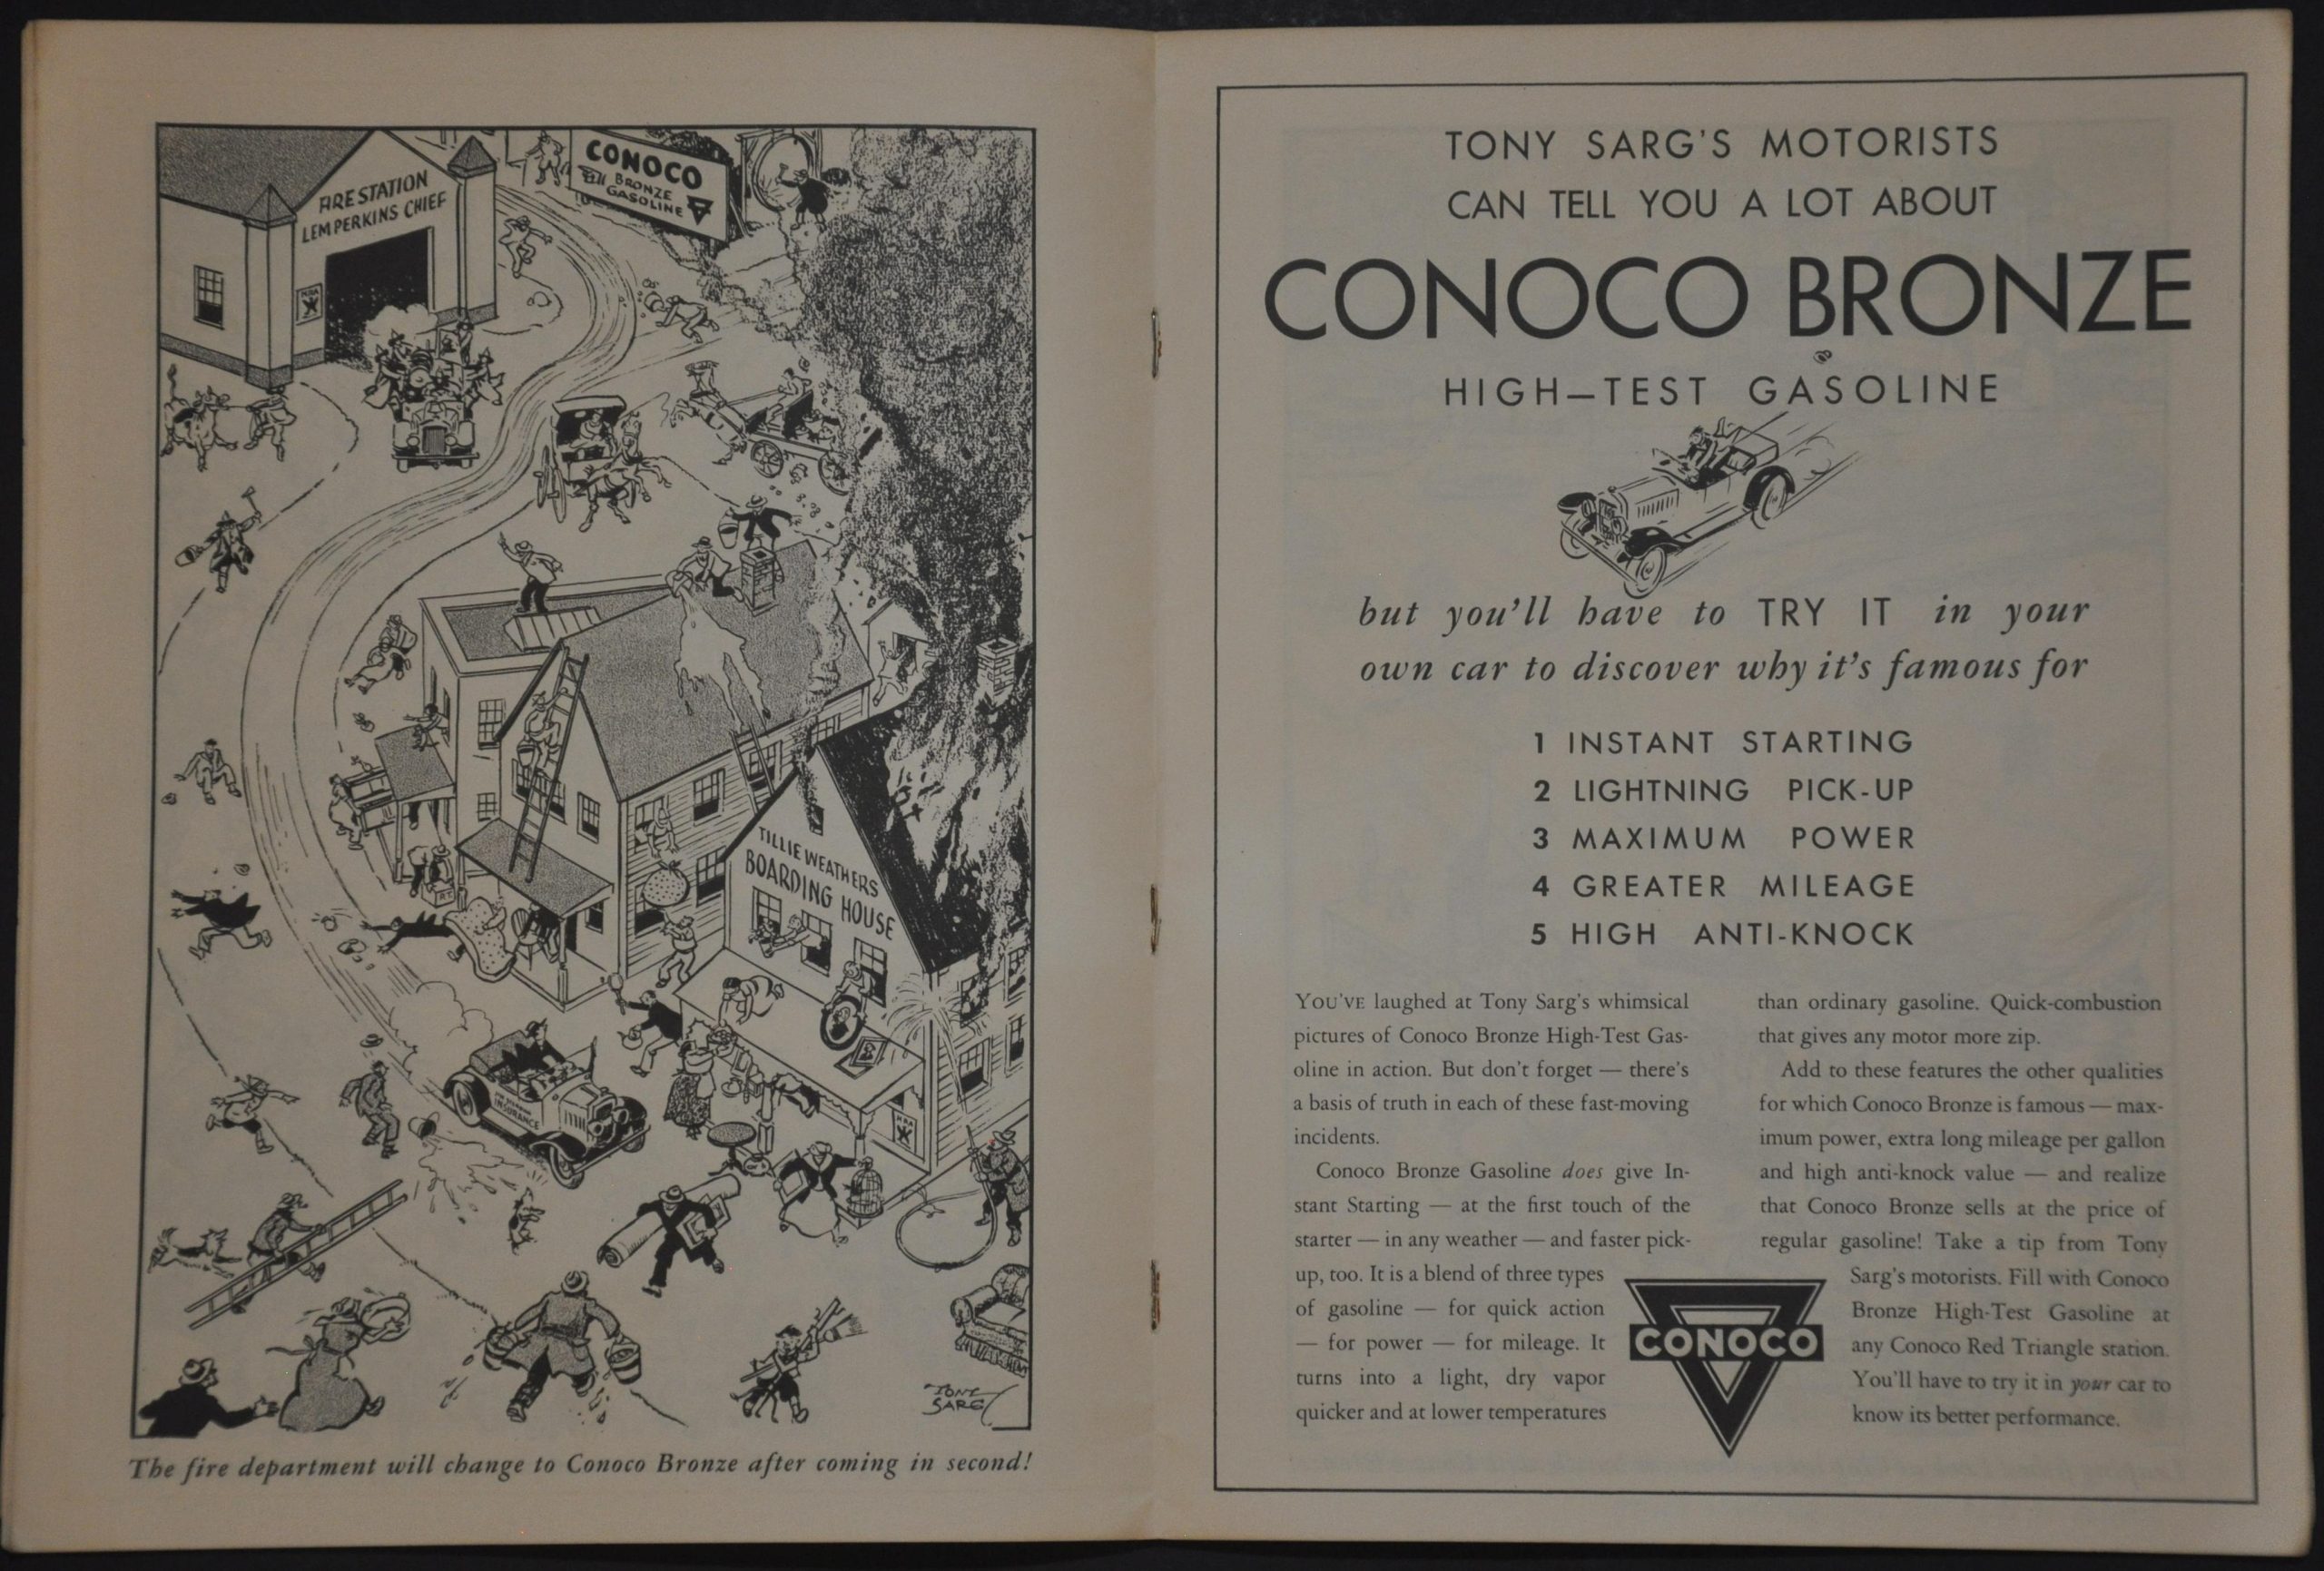 FIRE STATION
LEM PERKINS CHIEF
NRA
CONOCO
BRONZE
GASOLINE
TILLIE WEATHERS
BOARDING HOUSE
INSURANCE
NRA
TONY
SARG
The fire department will change to Conoco Bronze after coming in second!
TONY SARG'S MOTORISTS
CAN TELL YOU A LOT ABOUT
CONOCO BRONZE
HIGH-TEST GASOLINE
but you'll have to TRY IT in your
own car to discover why it's famous for
1 INSTANT STARTING
2 LIGHTNING PICK-UP
3 MAXIMUM POWER
4 GREATER MILEAGE
5 HIGH ANTI-KNOCK
YOU'VE laughed at Tony Sarg's whimsical
pictures of Conoco Bronze High-Test Gas-
oline in action. But don't forget — there's
a basis of truth in each of these fast-moving
incidents.
Conoco Bronze Gasoline does give In-
stant Starting — at the first touch of the
starter — in any weather — and faster pick-
up, too. It is a blend of three types
of gasoline — for quick action
— for power — for mileage. It
turns into a light, dry vapor
quicker and at lower temperatures
than ordinary gasoline. Quick-combustion
that gives any motor more zip.
Add to these features the other qualities
for which Conoco Bronze is famous — max-
imum power, extra long mileage per gallon
and high anti-knock value — and realize
that Conoco Bronze sells at the price of
regular gasoline! Take a tip from Tony
Sarg's motorists. Fill with Conoco
Bronze High-Test Gasoline at
any Conoco Red Triangle station.
You'll have to try it in your car to
know its better performance.
CONOCO